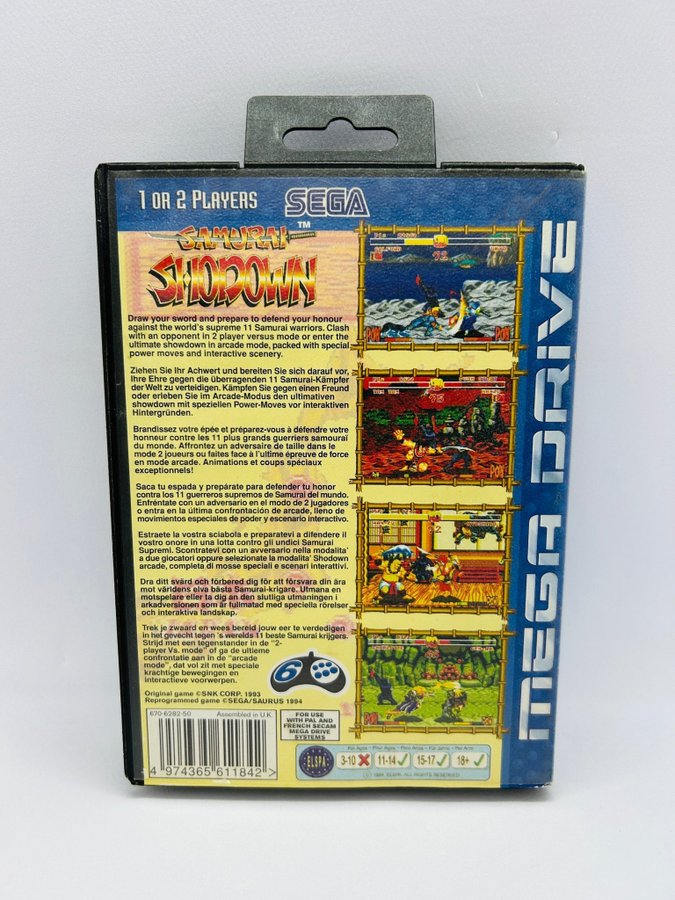 1 OR 2 PLAYERS
SEGA
TM
SAMURAI
SHODOWN
Draw your sword and prepare to defend your honour
against the world's supreme 11 Samurai warriors. Clash
with an opponent in 2 player versus mode or enter the
ultimate showdown in arcade mode, packed with special
power moves and interactive scenery.
Ziehen Sie Ihr Achwert und bereiten Sie sich darauf vor,
Ihre Ehre gegen die überragenden 11 Samurai-Kämpfer
der Welt zu verteidigen. Kämpfen Sie gegen einen Freund
oder erleben Sie im Arcade-Modus den ultimativen
showdown mit speziellen Power-Moves vor interaktiven
Hintergründen.
Brandissez votre épée et préparez-vous à défendre votre
honneur contre les 11 plus grands guerriers samouraï
du monde. Affrontez un adversaire de taille dans le
mode 2 joueurs ou faites face à l'ultime épreuve de force
en mode arcade. Animations et coups spéciaux
exceptionnels!
Saca tu espada y prepárate para defender tu honor
contra los 11 guerreros supremos de Samurai del mundo.
Enfréntate con un adversario en el modo de 2 jugadores
o entra en la última confrontación de arcade, lleno de
movimientos especiales de poder y escenario interactivo.
Estraete la vostra sciabola e preparatevi a difendere il
vostro onore in una lotta contro gli undici Samurai
Supremi. Scontratevi con un avversario nella modalita'
a due giocatori oppure selezionate la modalita' Shodown
arcade, completa di mosse speciali e scenari interattivi.
Dra ditt svärd och förbered dig för att försvara din ära
mot världens elva bästa Samurai-krigare. Utmana en
motspelare eller ta dig an den slutliga utmaningen i
arkadversionen som är fullmatad med speciella rörelser
och interaktiva landskap.
Trek je zwaard en wees bereid jouw eer te verdedigen
in het gevecht tegen 's werelds 11 beste Samurai krijgers.
Strijd met een tegenstander in de "2-
player Vs. mode" of ga de ultieme
confrontatie aan in de "arcade
mode", dat vol zit met speciale
krachtige bewegingen en
interactieve voorwerpen.
6
Original game ©SNK CORP. 1993
Reprogrammed game ©SEGA/SAURUS 1994
670-6282-50 Assembled in U.K.
4 974365 611842 >
FOR USE
WITH PAL AND
FRENCH SECAM
MEGA DRIVE
SYSTEMS
ELSPA
3-10 11-14 15-17 18+
© 1994 ELSPA. ALL RIGHTS RESERVED
MEGA DRIVE
72
POW
POW
75
POW
POW